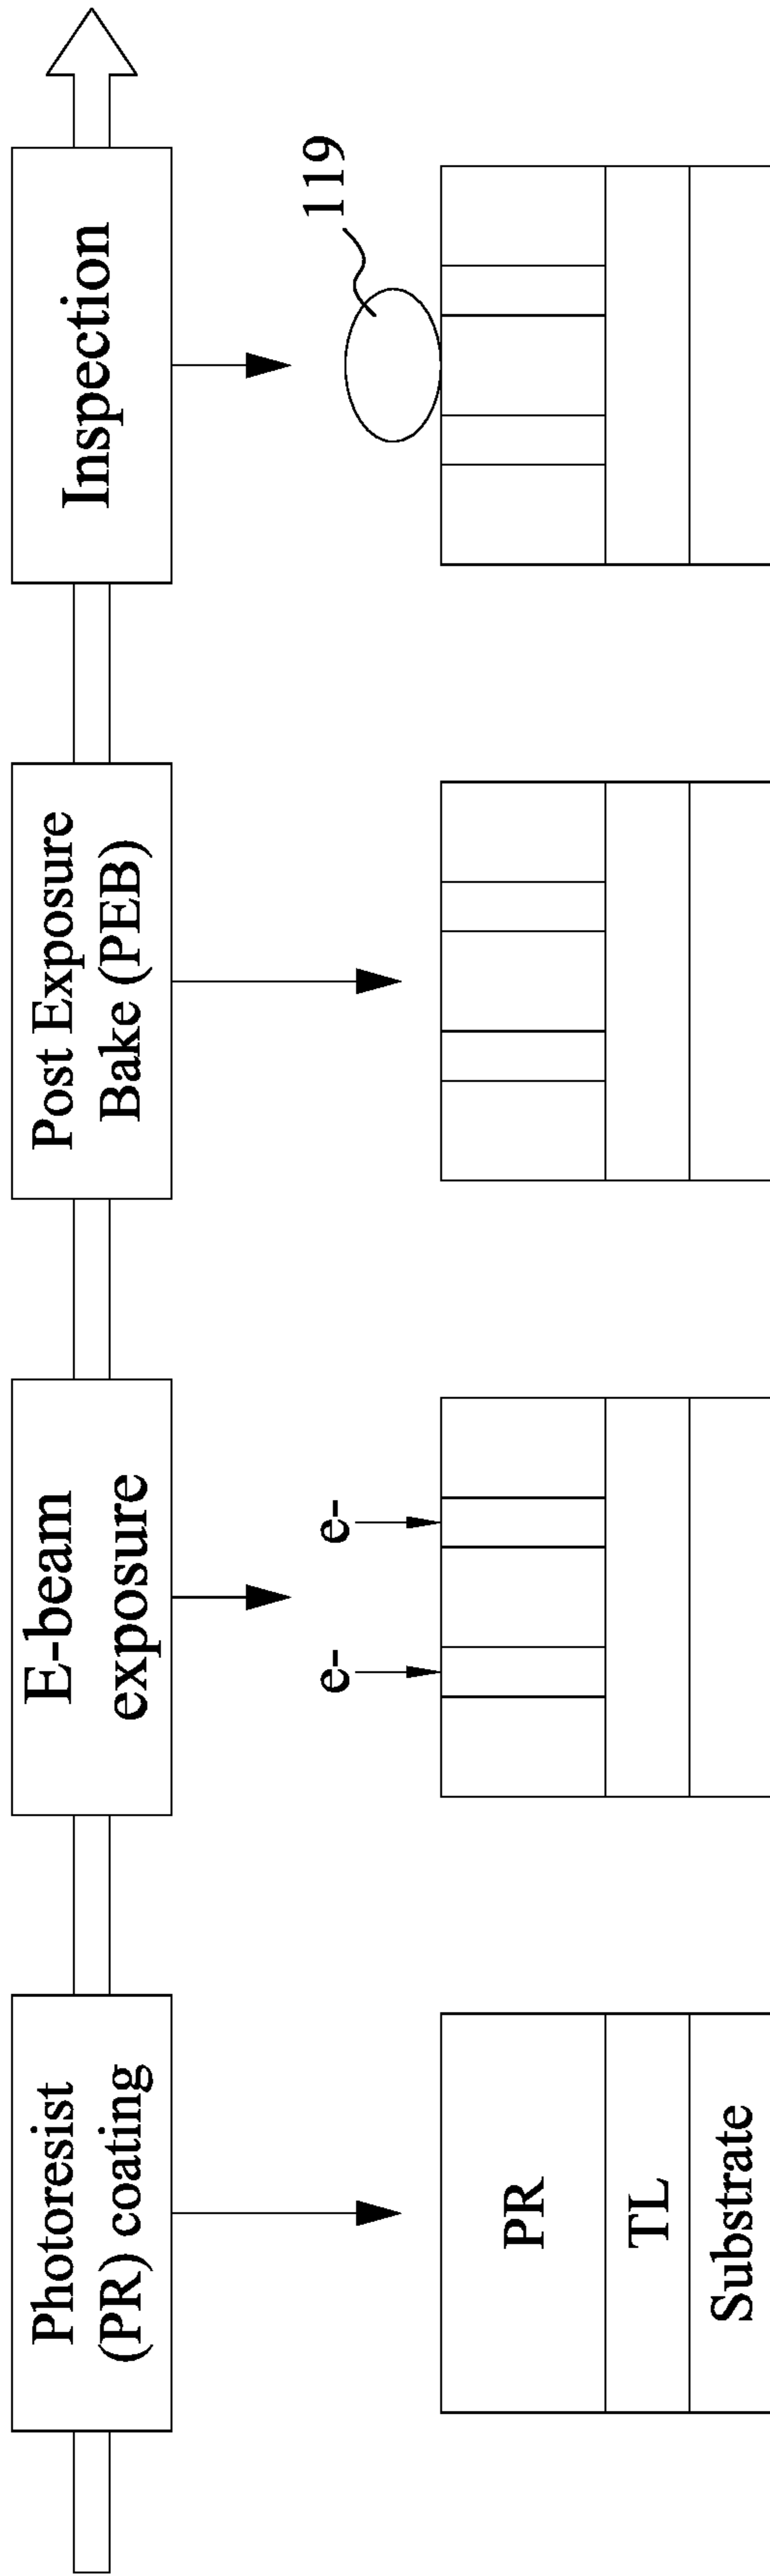 Photoresist
(PR) coating
E-beam
exposure
Post Exposure
Bake (PEB)
Inspection
e-
e-
119
PR
TL
Substrate